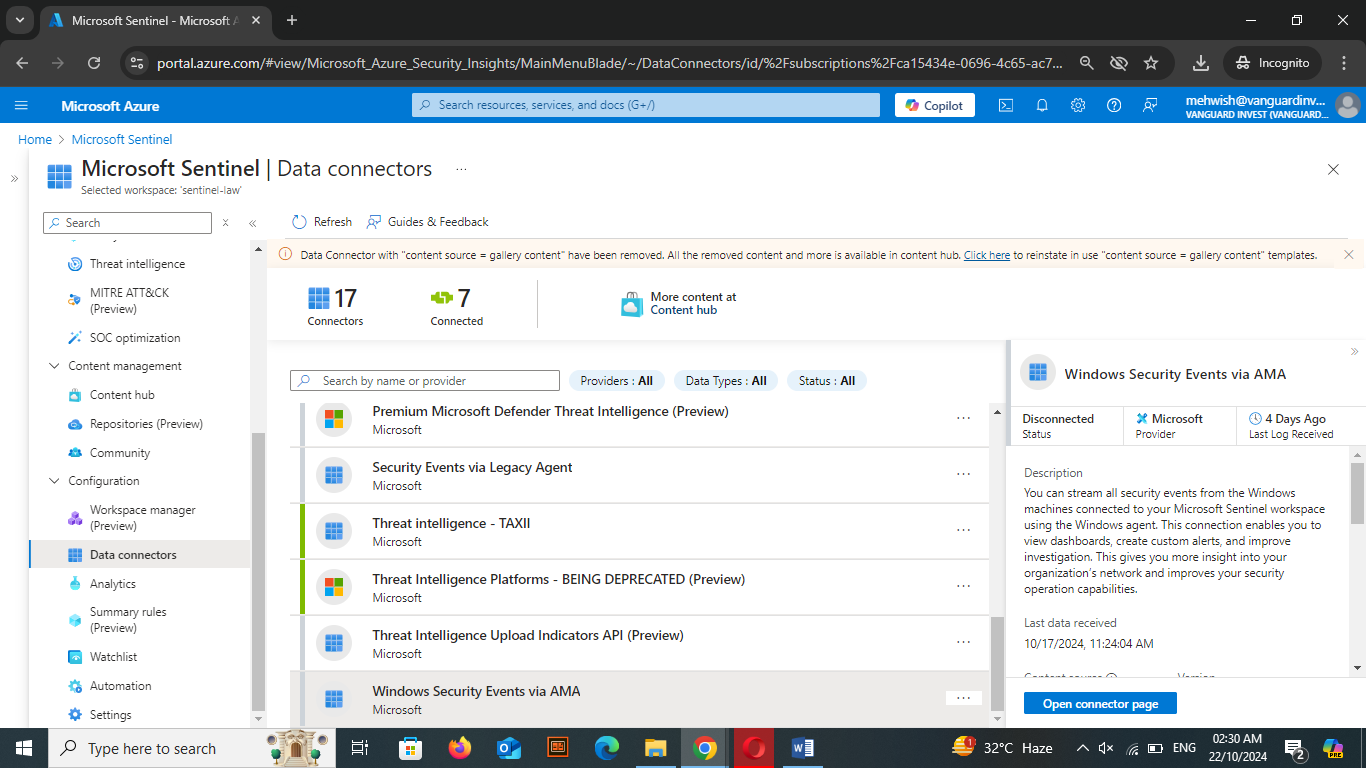 Microsoft Sentinel - Microsoft A
portal.azure.com/#view/Microsoft_Azure_Security_Insights/MainMenuBlade/~/DataConnectors/id/%2Fsubscriptions%2Fca15434e-0696-4c65-ac7...
Incognito
Microsoft Azure
Search resources, services, and docs (G+/)
Copilot
mehwish@vanguardinv...
VANGUARD INVEST (VANGUARD...
Home > Microsoft Sentinel
Microsoft Sentinel | Data connectors ...
Selected workspace: 'sentinel-law'
Search
Refresh
Guides & Feedback
Threat intelligence
MITRE ATT&CK
(Preview)
SOC optimization
Content management
Content hub
Repositories (Preview)
Community
Configuration
Workspace manager
(Preview)
Data connectors
Analytics
Summary rules
(Preview)
Watchlist
Automation
Settings
Data Connector with "content source = gallery content" have been removed. All the removed content and more is available in content hub. Click here to reinstate in use "content source = gallery content" templates.
17
Connectors
7
Connected
More content at
Content hub
Search by name or provider
Providers : All
Data Types : All
Status : All
Premium Microsoft Defender Threat Intelligence (Preview)
Microsoft
Security Events via Legacy Agent
Microsoft
Threat intelligence - TAXII
Microsoft
Threat Intelligence Platforms - BEING DEPRECATED (Preview)
Microsoft
Threat Intelligence Upload Indicators API (Preview)
Microsoft
Windows Security Events via AMA
Microsoft
Windows Security Events via AMA
Disconnected
Status
Microsoft
Provider
4 Days Ago
Last Log Received
Description
You can stream all security events from the Windows
machines connected to your Microsoft Sentinel workspace
using the Windows agent. This connection enables you to
view dashboards, create custom alerts, and improve
investigation. This gives you more insight into your
organization's network and improves your security
operation capabilities.
Last data received
10/17/2024, 11:24:04 AM
Content source
Version
Open connector page
Type here to search
32°C Haze
ENG
02:30 AM
22/10/2024